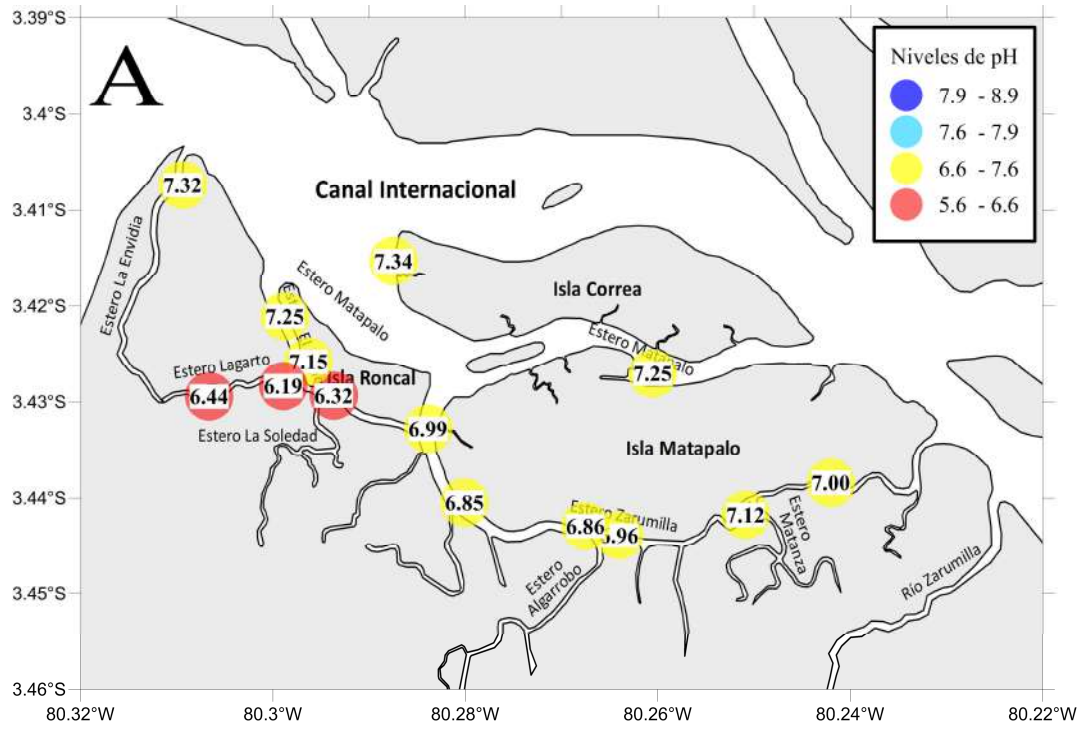 3.39°S
A
Niveles de pH
7.9 - 8.9
7.6 - 7.9
6.6 - 7.6
5.6 - 6.6
3.4°S
7.32
Canal Internacional
3.41°S
Estero La Envidia
7.34
Estero Matapalo
Isla Correa
3.42°S
7.25
Estero Matapalo
7.15
Estero Lagarto
7.25
6.44
6.19
6.32
Isla Roncal
3.43°S
6.99
Estero La Soledad
Isla Matapalo
7.00
3.44°S
6.85
Estero Zarumilla
6.86
6.96
7.12
Estero
Matanza
Estero
Algarrobo
Río Zarumilla
3.45°S
3.46°S
80.32°W
80.3°W
80.28°W
80.26°W
80.24°W
80.22°W